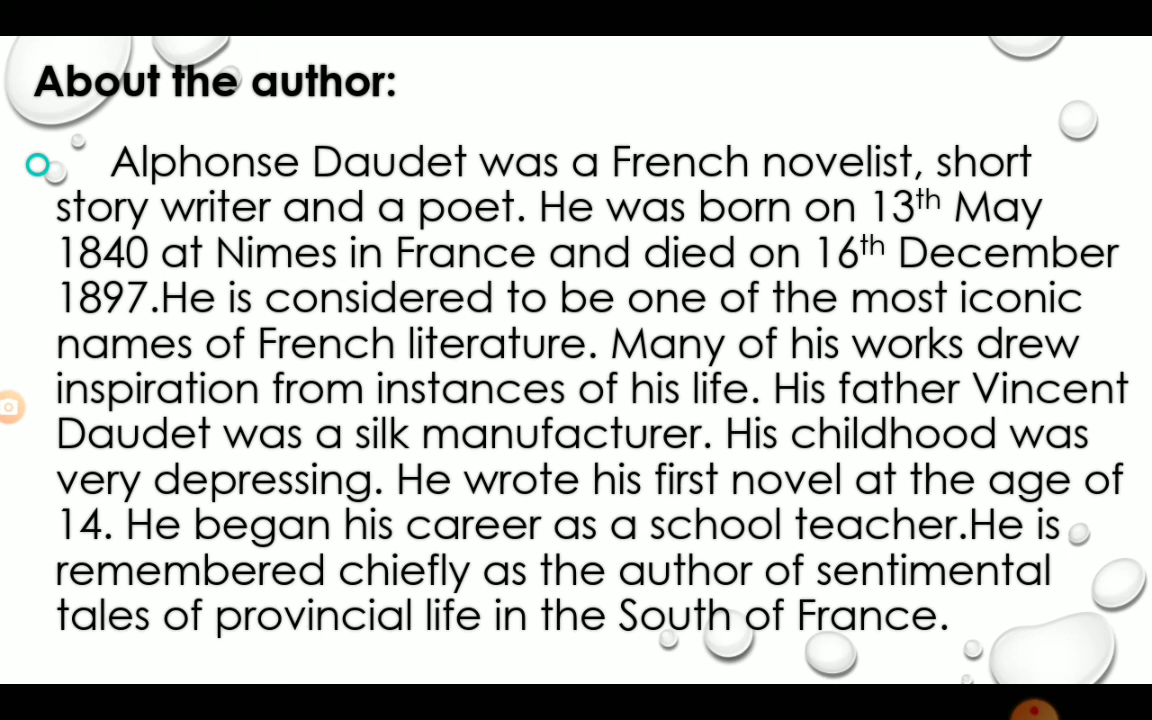 About the author:
Alphonse Daudet was a French novelist, short
story writer and a poet. He was born on 13th May
1840 at Nimes in France and died on 16th December
1897.He is considered to be one of the most iconic
names of French literature. Many of his works drew
inspiration from instances of his life. His father Vincent
Daudet was a silk manufacturer. His childhood was
very depressing. He wrote his first novel at the age of
14. He began his career as a school teacher.He is
remembered chiefly as the author of sentimental
tales of provincial life in the South of France.